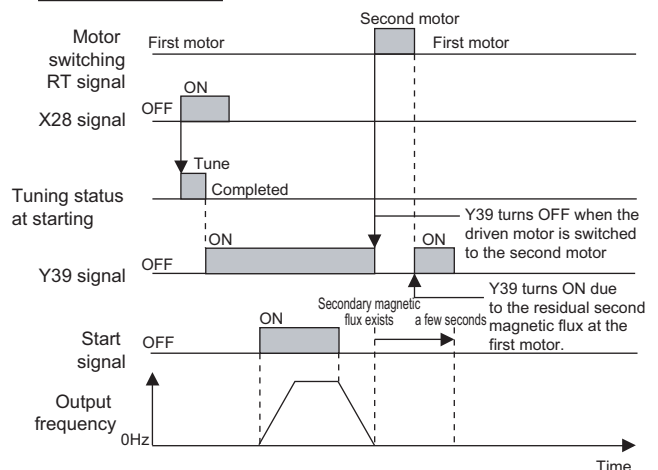 Second motor
Motor
switching
RT signal
First motor
First motor
ON
OFF
X28 signal
Tune
Completed
Tuning status
at starting
Y39 turns OFF when the
driven motor is switched
to the second motor
ON
ON
OFF
Y39 signal
Y39 turns ON due
to the residual second
magnetic flux at the
first motor.
Secondary magnetic
flux exists
a few seconds
ON
Start
signal
OFF
Output
frequency
0Hz
Time